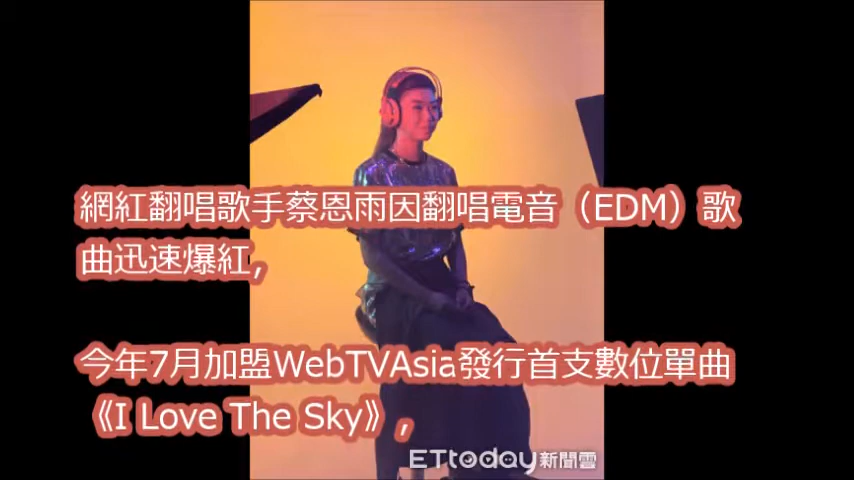 網紅翻唱歌手蔡恩雨因翻唱電音（EDM）歌
曲迅速爆紅，
今年7月加盟WebTVAsia發行首支數位單曲
《I Love The Sky》，
ETtoday新聞雲